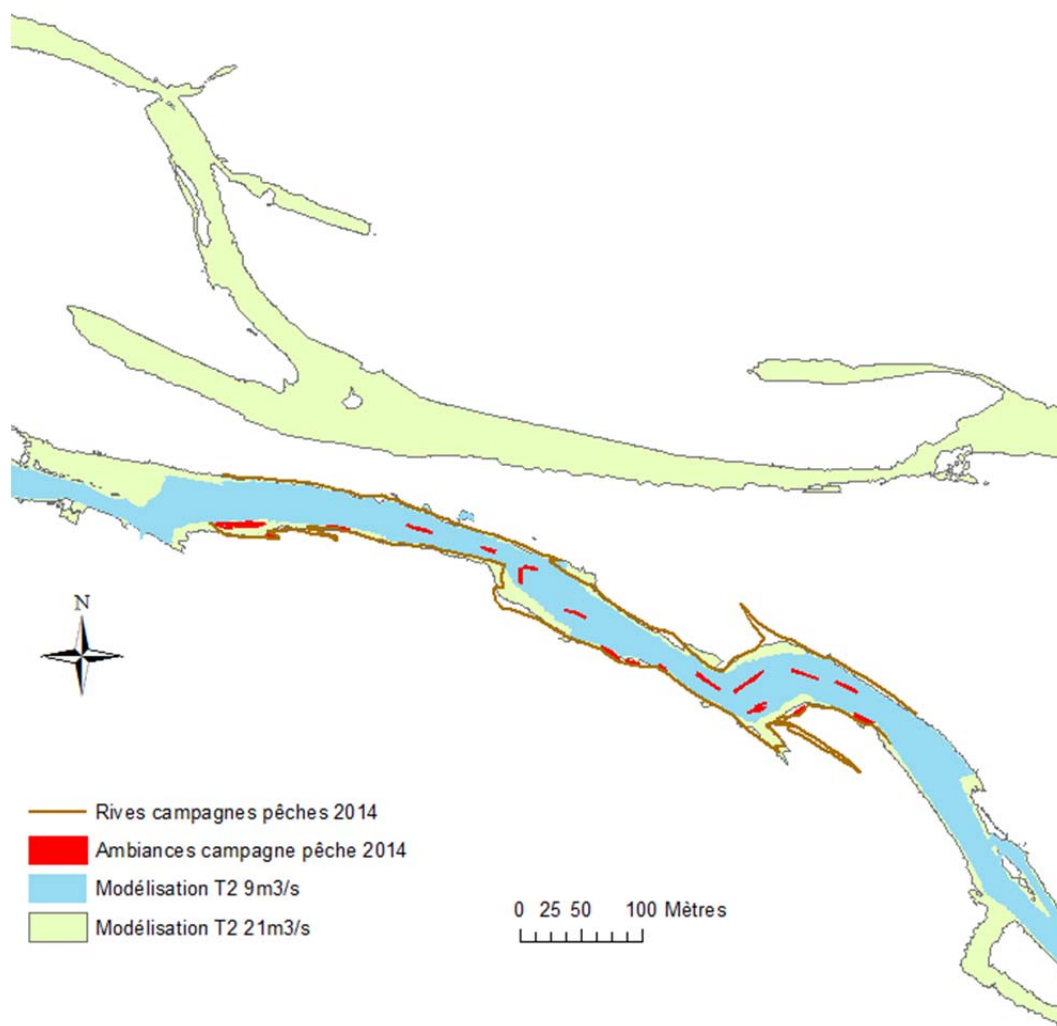 N
Rives campagnes pêches 2014
Ambiances campagne pêche 2014
Modélisation T2 9m3/s
Modélisation T2 21m3/s
0 25 50 100 Mètres